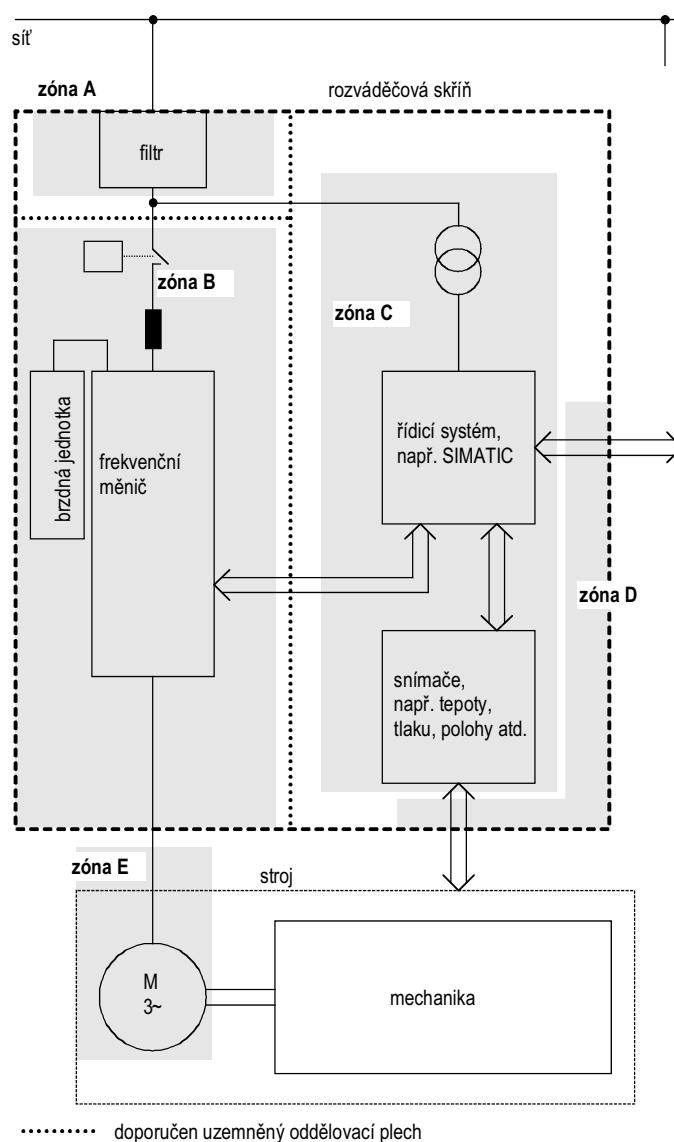 síť
zóna A
rozváděčová skříň
filtr
zóna B
zóna C
brzdná jednotka
frekvenční
měnič
řídicí systém,
např. SIMATIC
zóna D
snímače,
např. tepoty,
tlaku, polohy atd.
zóna E
stroj
M
3~
mechanika
doporučen uzemněný oddělovací plech